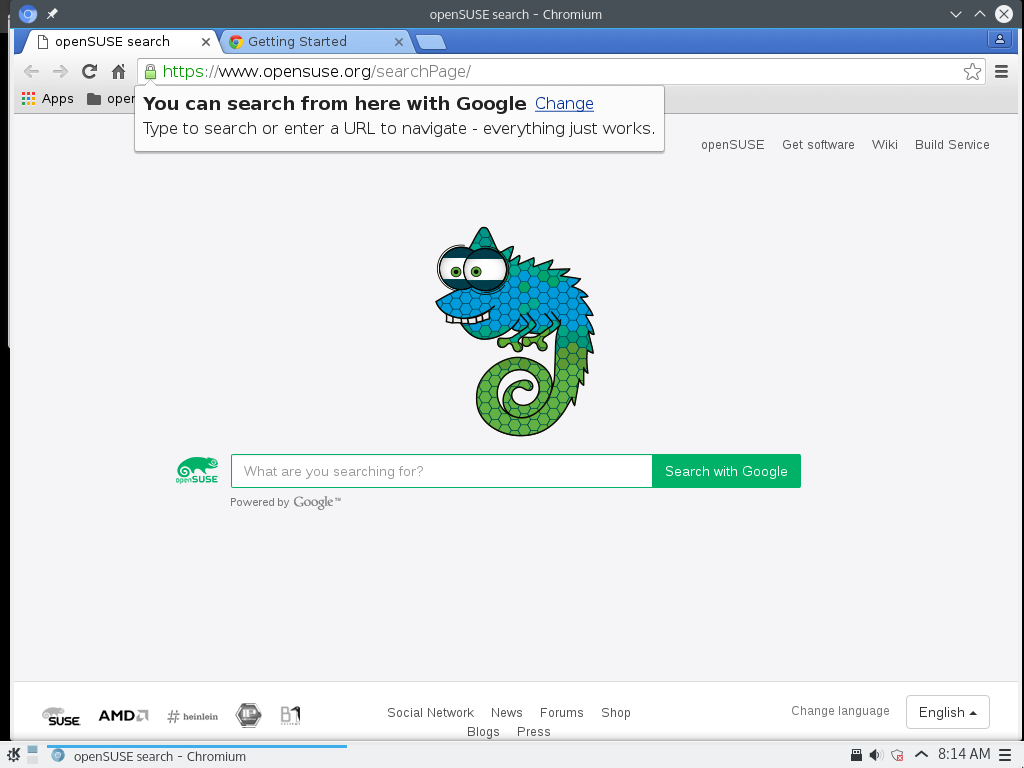 openSUSE search - Chromium
openSUSE search
Getting Started
https://www.opensuse.org/searchPage/
Apps
oper
You can search from here with Google Change
Type to search or enter a URL to navigate - everything just works.
openSUSE Get software Wiki Build Service
openSUSE
What are you searching for?
Search with Google
Powered by Google™
SUSE AMD # heinlein IP B1
Social Network News Forums Shop
Blogs Press
Change language
English
openSUSE search - Chromium
8:14 AM